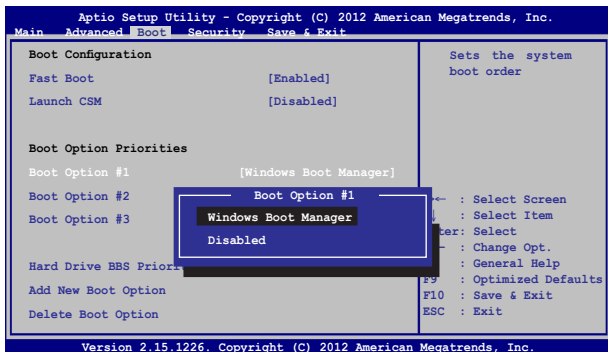 Aptio Setup Utility - Copyright (C) 2012 American Megatrends, Inc.
Main Advanced Boot Security Save & Exit
Boot Configuration
Fast Boot [Enabled]
Launch CSM [Disabled]
Boot Option Priorities
Boot Option #1 [Windows Boot Manager]
Boot Option #2
Boot Option #3
Hard Drive BBS
Add New Boot Option
Delete Boot Option
Boot Option #1
Windows Boot Manager
Disabled
Sets the system
boot order
: Select Screen
: Select Item
: Select
: Change Opt.
: General Help
F9 : Optimized Defaults
F10 : Save & Exit
ESC : Exit
Version 2.15.1226. Copyright (C) 2012 American Megatrends, Inc.